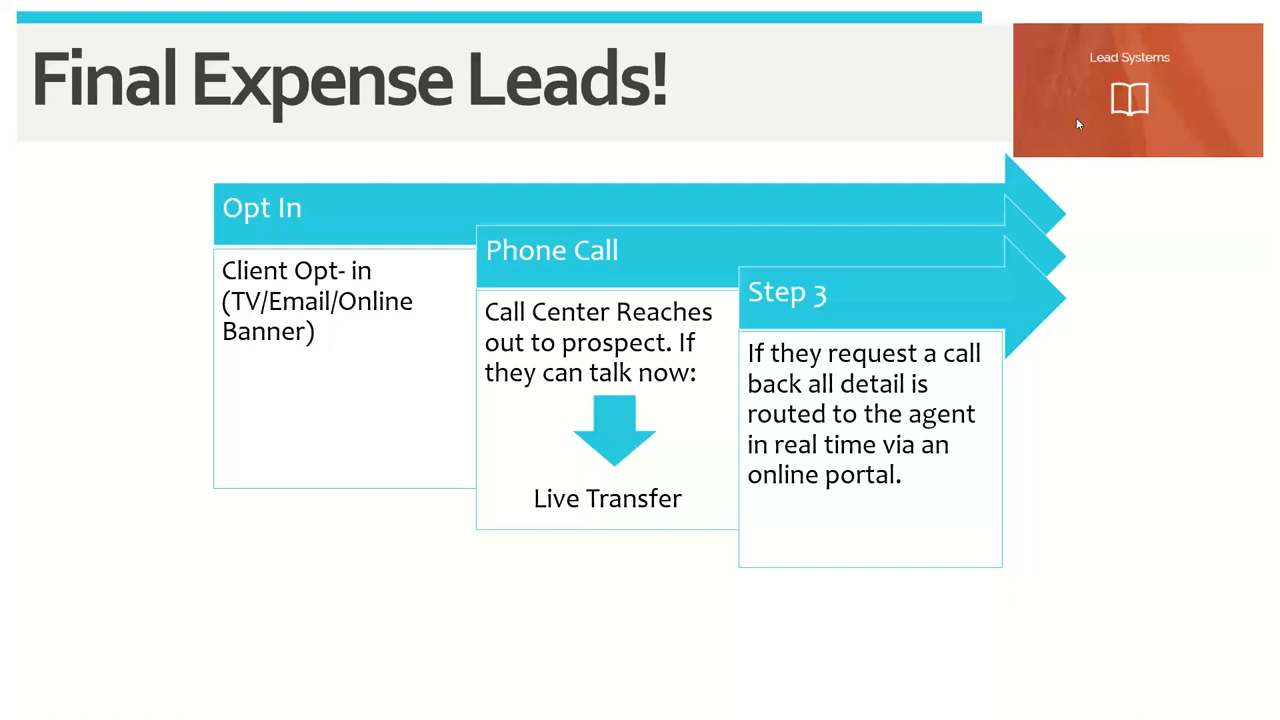 Final Expense Leads!
Lead Systems
Opt In
Client Opt- in
(TV/Email/Online
Banner)
Phone Call
Call Center Reaches
out to prospect. If
they can talk now:
Live Transfer
Step 3
If they request a call
back all detail is
routed to the agent
in real time via an
online portal.